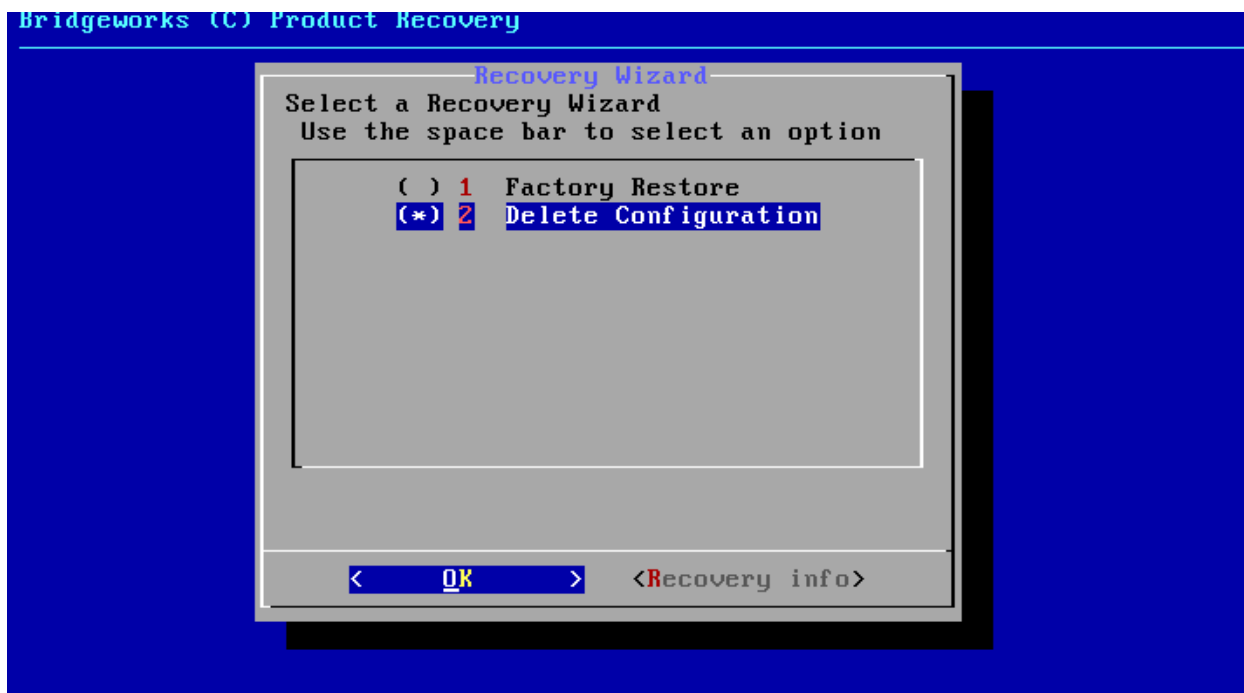 Bridgeworks (C) Product Recovery
Recovery Wizard
Select a Recovery Wizard
Use the space bar to select an option
( ) 1 Factory Restore
(*) 2 Delete Configuration
< OK > <Recovery info>